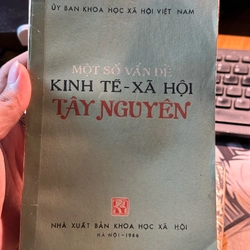 ỦY BAN KHOA HỌC XÃ HỘI VIỆT NAM
MỘT SỐ VẤN ĐỀ
KINH TẾ-XÃ HỘI
TÂY NGUYÊN
NHÀ XUẤT BẢN KHOA HỌC XÃ HỘI
HÀ NỘI-1986